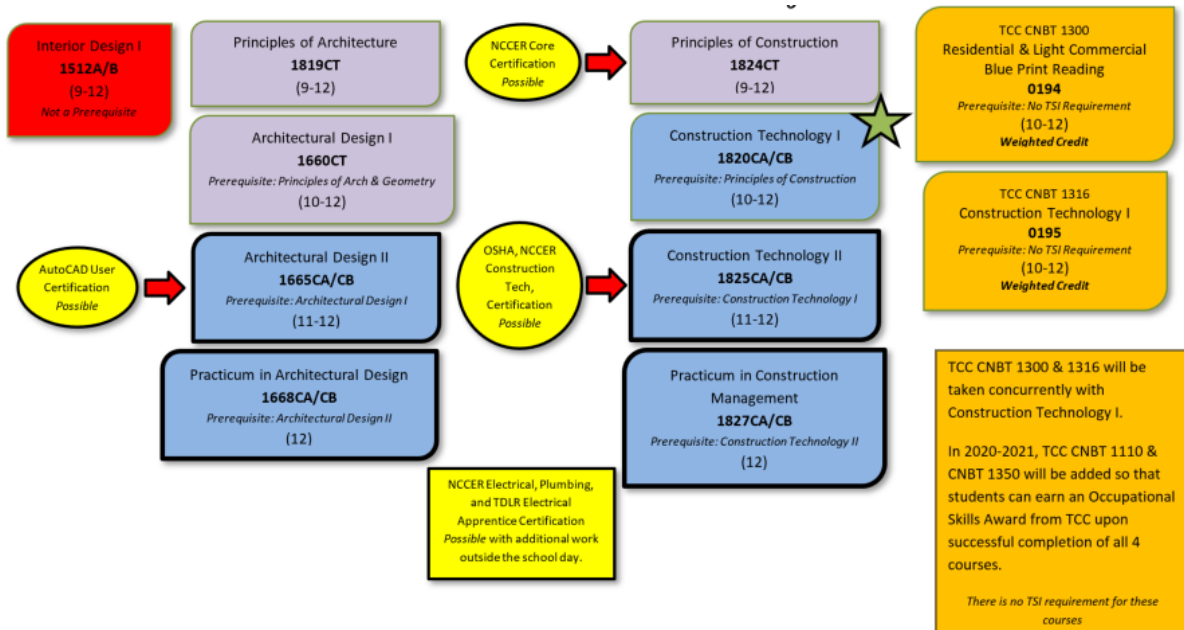 Interior Design I
1512A/B
(9-12)
Not a Prerequisite
Principles of Architecture
1819CT
(9-12)
Architectural Design I
1660CT
Prerequisite: Principles of Arch & Geometry
(10-12)
AutoCAD User
Certification
Possible
Architectural Design II
1665CA/CB
Prerequisite: Architectural Design I
(11-12)
Practicum in Architectural Design
1668CA/CB
Prerequisite: Architectural Design II
(12)
NCCER Core
Certification
Possible
Principles of Construction
1824CT
(9-12)
Construction Technology I
1820CA/CB
Prerequisite: Principles of Construction
(10-12)
OSHA, NCCER
Construction
Tech,
Certification
Possible
Construction Technology II
1825CA/CB
Prerequisite: Construction Technology I
(11-12)
Practicum in Construction
Management
1827CA/CB
Prerequisite: Construction Technology II
(12)
NCCER Electrical, Plumbing,
and TDLR Electrical
Apprentice Certification
Possible with additional work
outside the school day.
TCC CNBT 1300
Residential & Light Commercial
Blue Print Reading
0194
Prerequisite: No TSI Requirement
(10-12)
Weighted Credit
TCC CNBT 1316
Construction Technology I
0195
Prerequisite: No TSI Requirement
(10-12)
Weighted Credit
TCC CNBT 1300 & 1316 will be
taken concurrently with
Construction Technology I.
In 2020-2021, TCC CNBT 1110 &
CNBT 1350 will be added so that
students can earn an Occupational
Skills Award from TCC upon
successful completion of all 4
courses.
There is no TSI requirement for these
courses